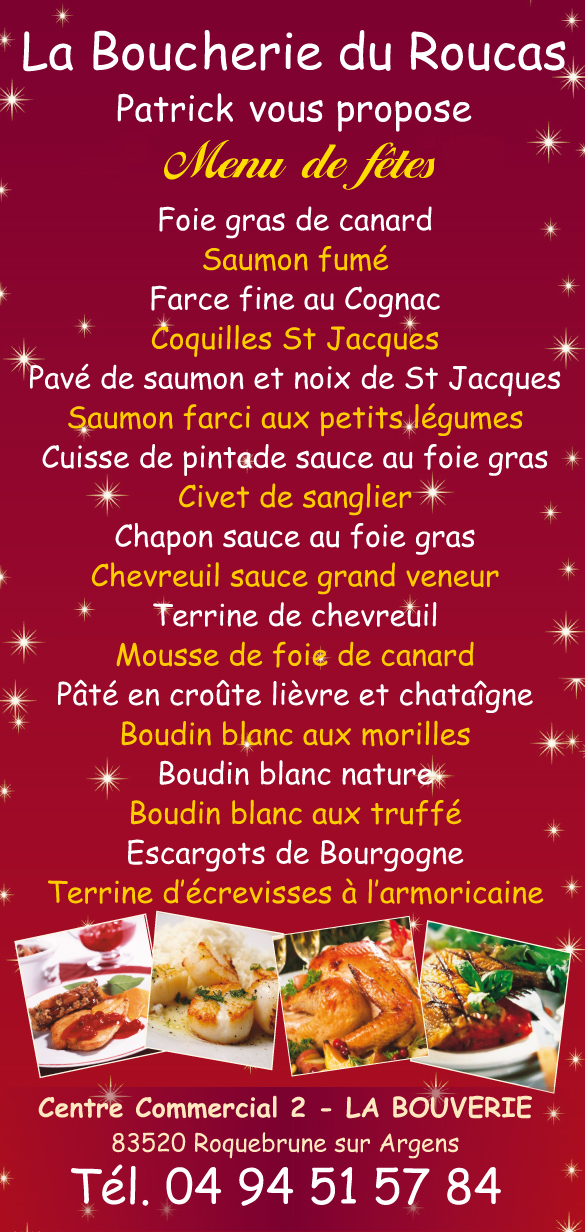 La Boucherie du Roucas
Patrick vous propose
Menu de fêtes
Foie gras de canard
Saumon fumé
Farce fine au Cognac
Coquilles St Jacques
Pavé de saumon et noix de St Jacques
Saumon farci aux petits légumes
Cuisse de pintade sauce au foie gras
Civet de sanglier
Chapon sauce au foie gras
Chevreuil sauce grand veneur
Terrine de chevreuil
Mousse de foie de canard
Pâté en croûte lièvre et chataîgne
Boudin blanc aux morilles
Boudin blanc nature
Boudin blanc aux truffé
Escargots de Bourgogne
Terrine d'écrevisses à l'armoricaine
Centre Commercial 2 - LA BOUVERIE
83520 Roquebrune sur Argens
Tél. 04 94 51 57 84